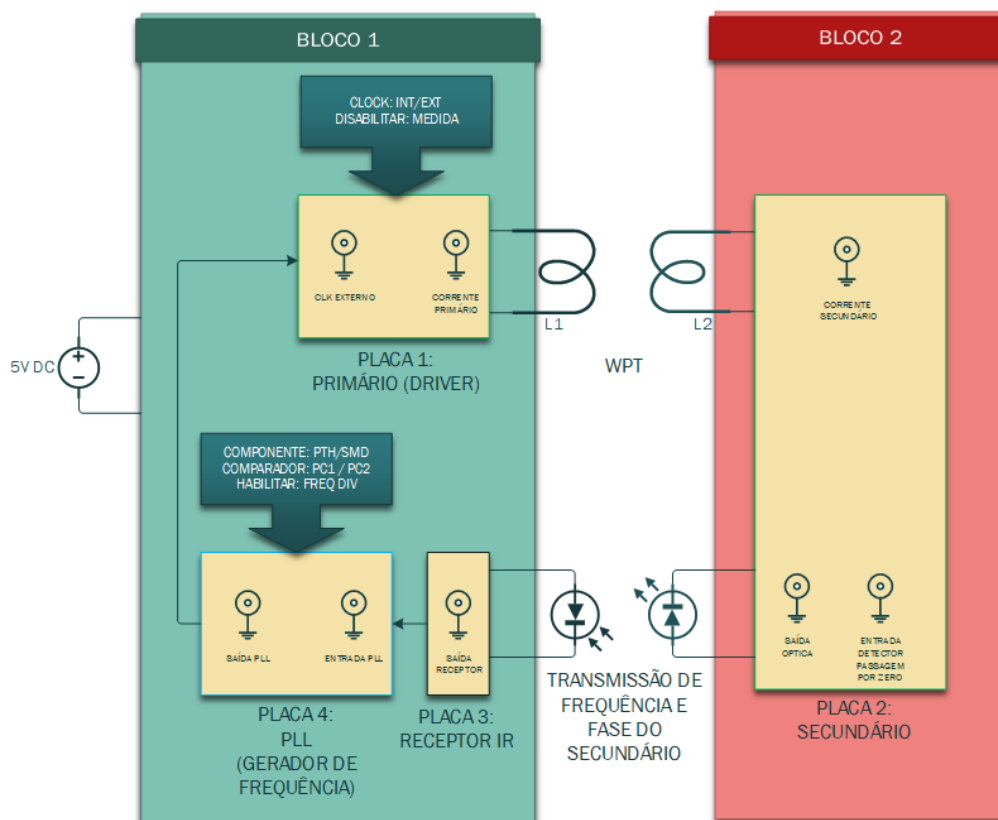 BLOCO 1
BLOCO 2
CLOCK: INT/EXT
DISABILITAR: MEDIDA
CLK EXTERNO
CORRENTE
PRIMÁRIO
CORRENTE
SECUNDÁRIO
L1
L2
WPT
5V DC
PLACA 1:
PRIMÁRIO (DRIVER)
COMPONENTE: PTH/SMD
COMPARADOR: PC1 / PC2
HABILITAR: FREQ DIV
SAÍDA PLL
ENTRADA PLL
SAÍDA
RECEPTOR
SAÍDA
OPTICA
ENTRADA
DETECTOR
PASSAGEM
POR ZERO
PLACA 4:
PLL
(GERADOR DE
FREQUÊNCIA)
PLACA 3:
RECEPTOR IR
TRANSMISSÃO DE
FREQUÊNCIA E
FASE DO
SECUNDÁRIO
PLACA 2:
SECUNDÁRIO